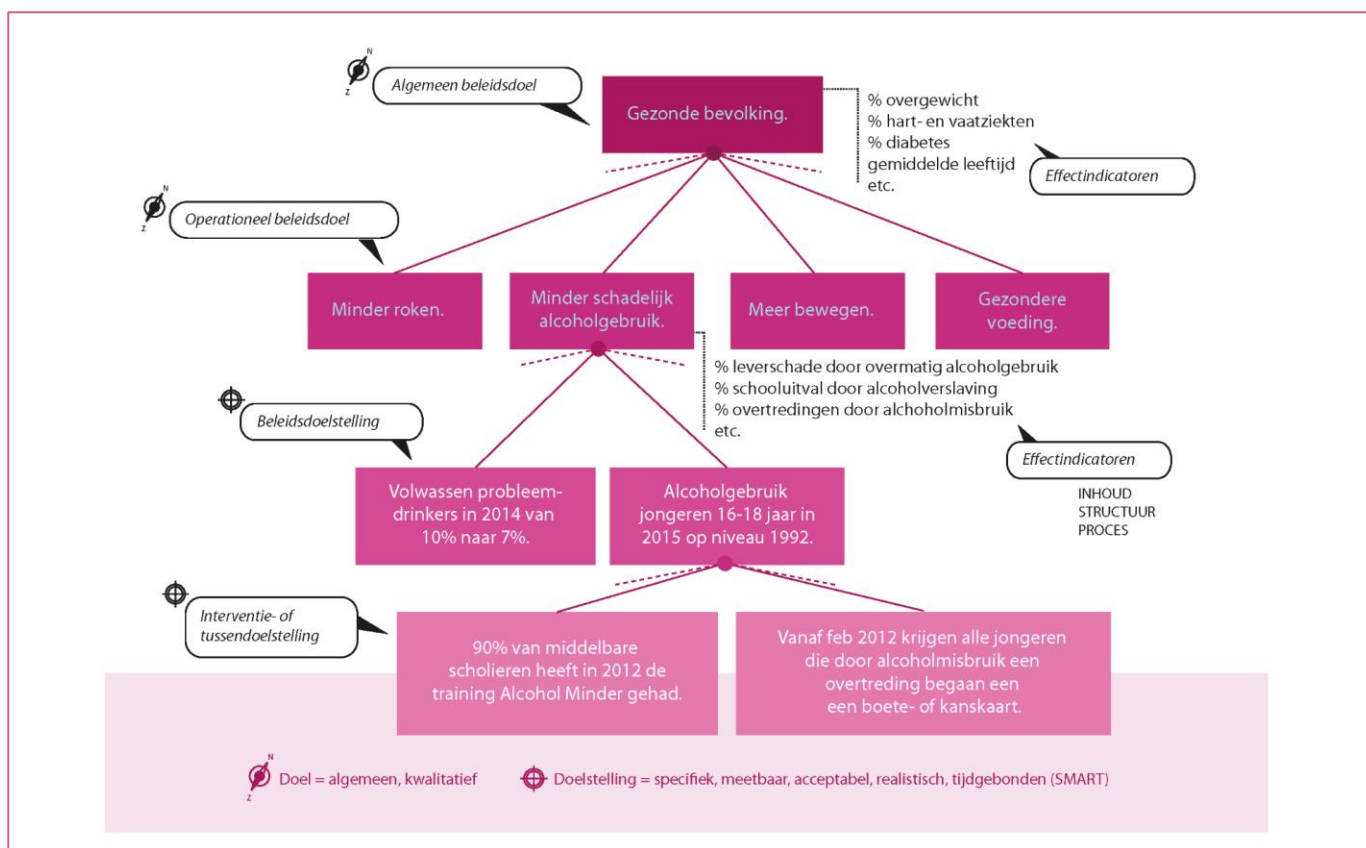 N
Z
Algemeen beleidsdoel
Gezonde bevolking.
% overgewicht
% hart- en vaatziekten
% diabetes
gemiddelde leeftijd
etc.
Effectindicatoren
N
Z
Operationeel beleidsdoel
Minder roken.
Minder schadelijk
alcoholgebruik.
Meer bewegen.
Gezondere
voeding.
% leverschade door overmatig alcoholgebruik
% schooluitval door alcoholverslaving
% overtredingen door alchoholmisbruik
etc.
Beleidsdoelstelling
Effectindicatoren
INHOUD
STRUCTUUR
PROCES
Volwassen probleem-
drinkers in 2014 van
10% naar 7%.
Alcoholgebruik
jongeren 16-18 jaar in
2015 op niveau 1992.
Interventie- of
tussendoelstelling
90% van middelbare
scholieren heeft in 2012 de
training Alcohol Minder gehad.
Vanaf feb 2012 krijgen alle jongeren
die door alcoholmisbruik een
overtreding begaan een
een boete- of kanskaart.
N
Z
Doel = algemeen, kwalitatief
Doelstelling = specifiek, meetbaar, acceptabel, realistisch, tijdgebonden (SMART)